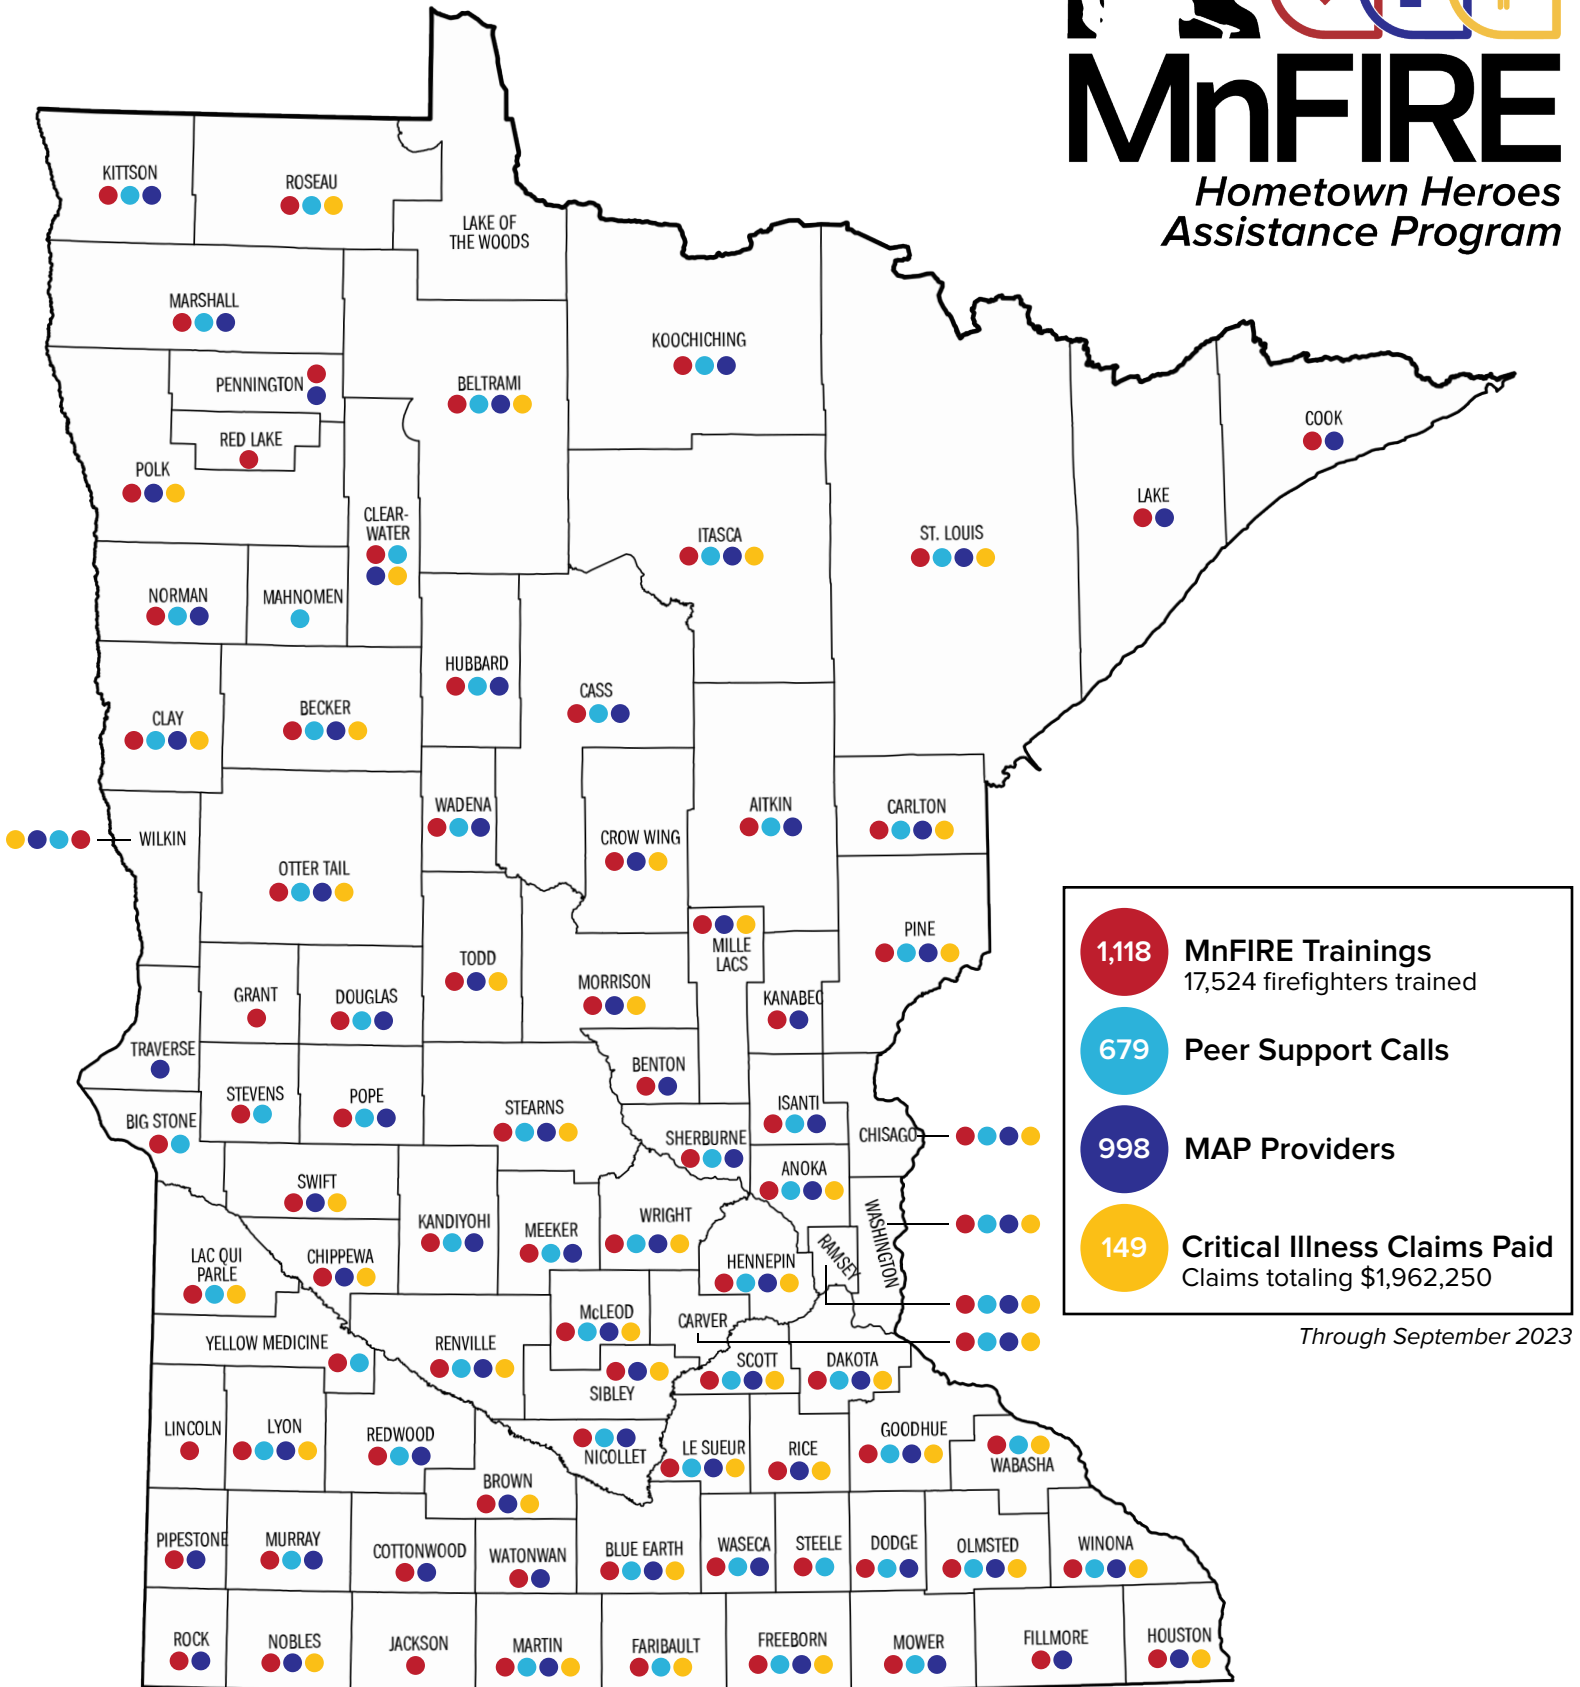 MnFIRE
Hometown Heroes
Assistance Program
KITTSON
ROSEAU
LAKE OF
THE WOODS
MARSHALL
KOOCHICHING
PENNINGTON
BELTRAMI
RED LAKE
COOK
POLK
LAKE
CLEAR-
WATER
ITASCA
ST. LOUIS
NORMAN
MAHNOMEN
HUBBARD
CASS
BECKER
CLAY
WADENA
AITKIN
CARLTON
WILKIN
CROW WING
OTTER TAIL
PINE
MILLE
LACS
TODD
MORRISON
GRANT
DOUGLAS
KANABEC
TRAVERSE
BENTON
STEVENS
POPE
STEARNS
ISANTI
BIG STONE
SHERBURNE
CHISAGO
ANOKA
SWIFT
KANDIYOHI
MEEKER
WRIGHT
WASHINGTON
LAC QUI
PARLE
CHIPPEWA
HENNEPIN
RAMSEY
McLEOD
CARVER
YELLOW MEDICINE
RENVILLE
SCOTT
DAKOTA
SIBLEY
LINCOLN
LYON
REDWOOD
NICOLLET
LE SUEUR
RICE
GOODHUE
WABASHA
BROWN
PIPESTONE
MURRAY
COTTONWOOD
WATONWAN
BLUE EARTH
WASECA
STEELE
DODGE
OLMSTED
WINONA
ROCK
NOBLES
JACKSON
MARTIN
FARIBAULT
FREEBORN
MOWER
FILLMORE
HOUSTON
1,118 MnFIRE Trainings
17,524 firefighters trained
679 Peer Support Calls
998 MAP Providers
149 Critical Illness Claims Paid
Claims totaling $1,962,250
Through September 2023